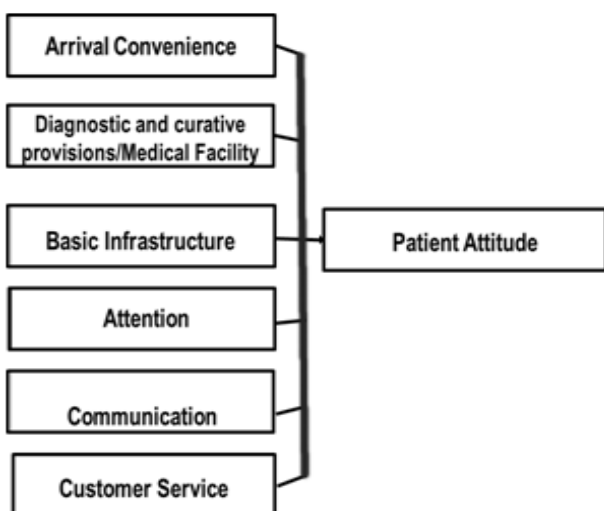 Arrival Convenience
Diagnostic and curative
provisions/Medical Facility
Basic Infrastructure
Patient Attitude
Attention
Communication
Customer Service